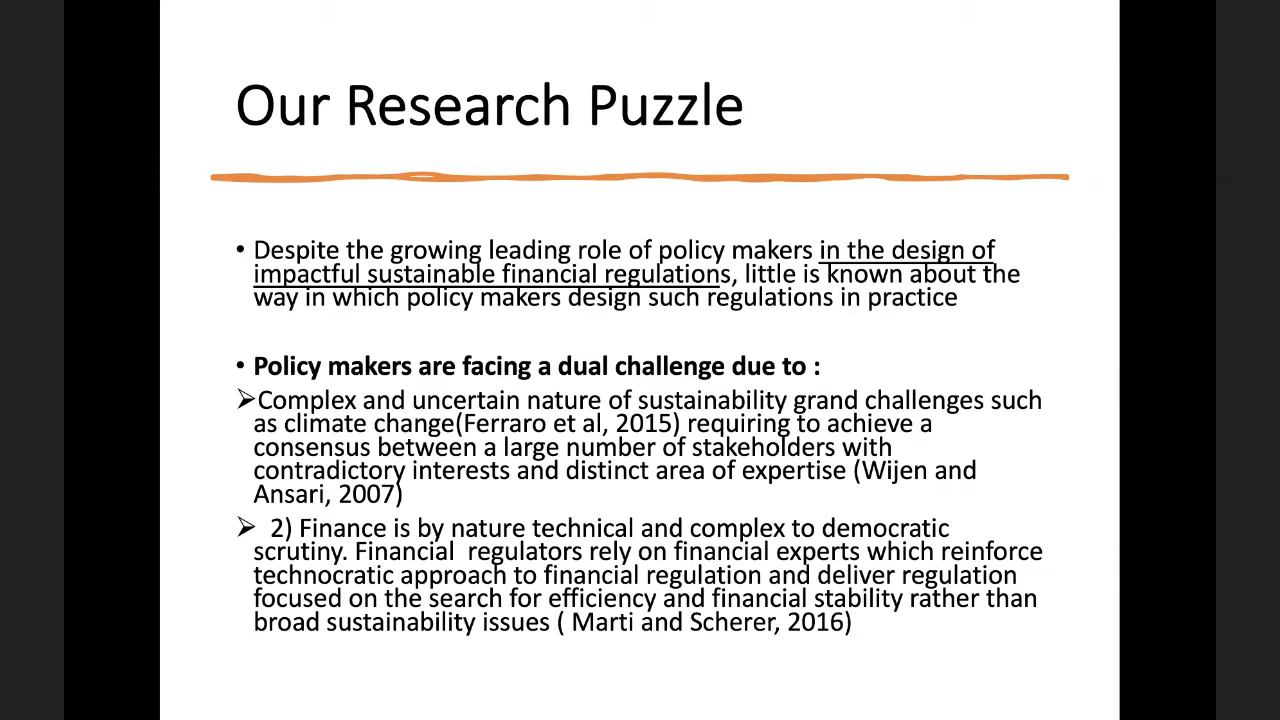 Our Research Puzzle
• Despite the growing leading role of policy makers in the design of
impactful sustainable financial regulations, little is known about the
way in which policy makers design such regulations in practice
• Policy makers are facing a dual challenge due to :
➢Complex and uncertain nature of sustainability grand challenges such
as climate change(Ferraro et al, 2015) requiring to achieve a
consensus between a large number of stakeholders with
contradictory interests and distinct area of expertise (Wijen and
Ansari, 2007)
➢ 2) Finance is by nature technical and complex to democratic
scrutiny. Financial  regulators rely on financial experts which reinforce
technocratic approach to financial regulation and deliver regulation
focused on the search for efficiency and financial stability rather than
broad sustainability issues ( Marti and Scherer, 2016)